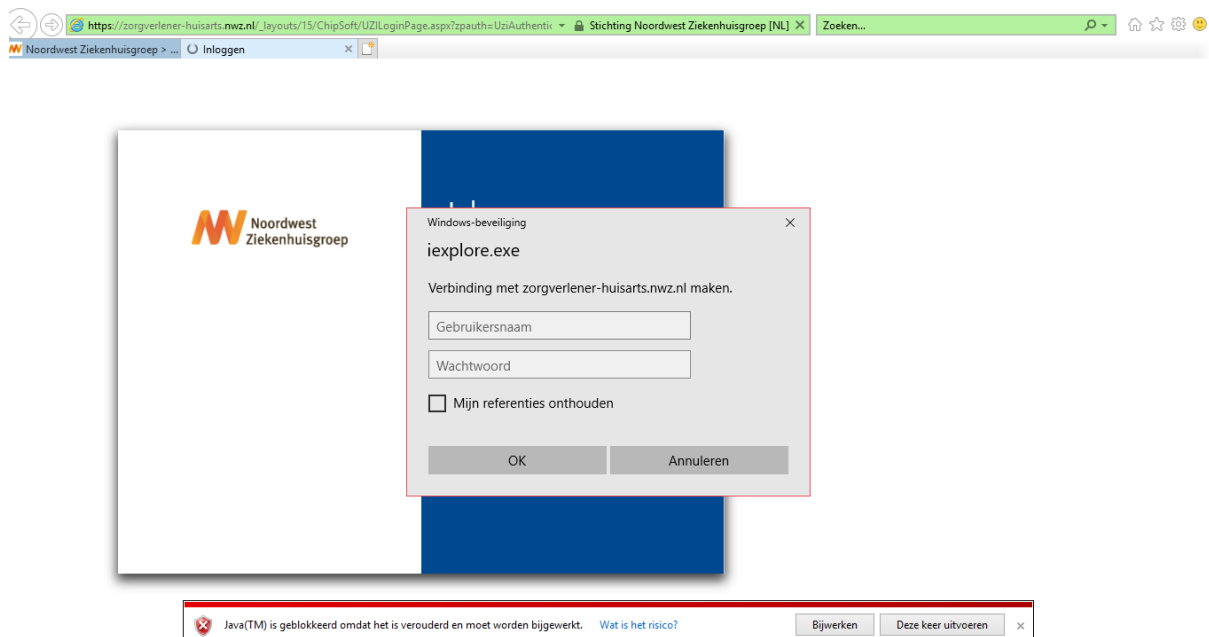 https://zorgverlener-huisarts.nwz.nl/_layouts/15/ChipSoft/UZILoginPage.aspx?zpauth=UziAuthentic Stichting Noordwest Ziekenhuisgroep [NL] Zoeken...
Noordwest Ziekenhuisgroep > ... Inloggen
Noordwest
Ziekenhuisgroep
Windows-beveiliging
iexplore.exe
Verbinding met zorgverlener-huisarts.nwz.nl maken.
Gebruikersnaam
Wachtwoord
Mijn referenties onthouden
OK Annuleren
Java(TM) is geblokkeerd omdat het is verouderd en moet worden bijgewerkt. Wat is het risico? Bijwerken Deze keer uitvoeren